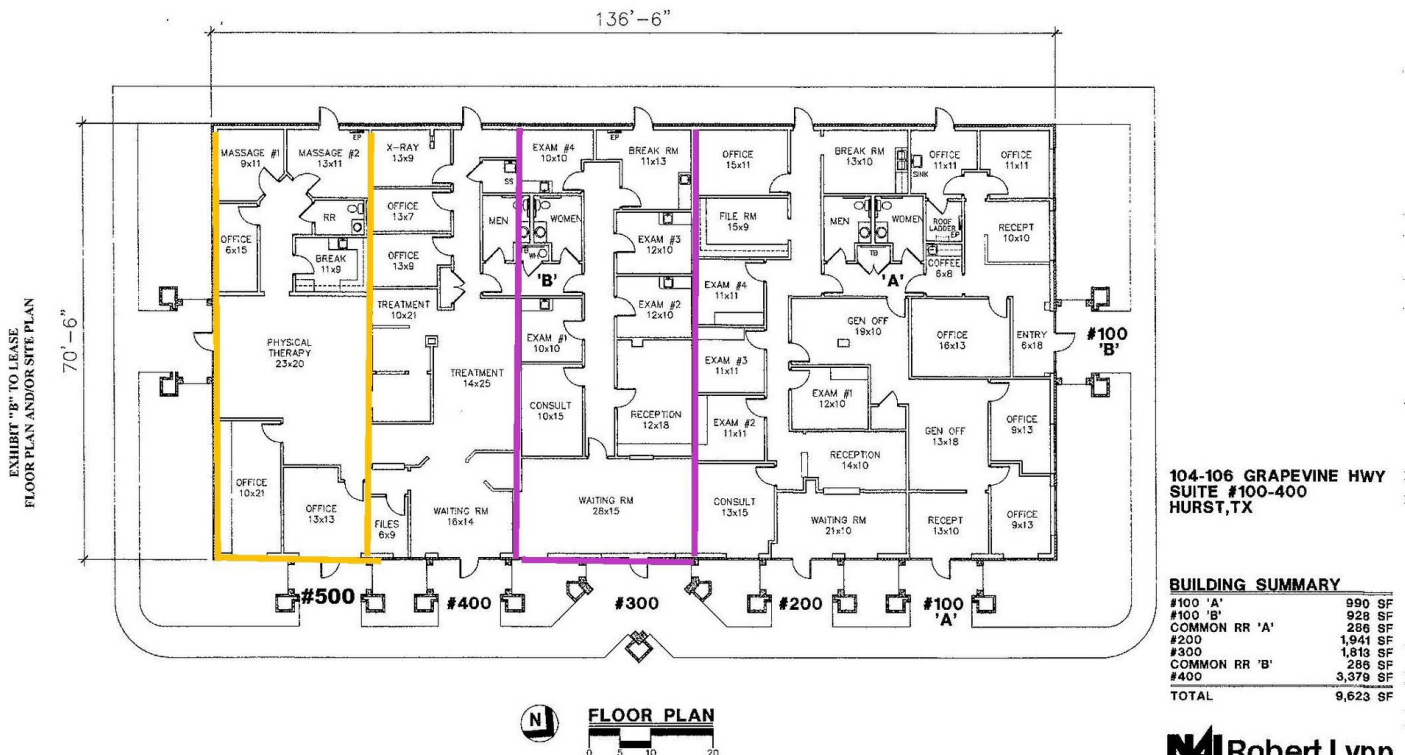 136'-6"
70'-6"
EXHIBIT "B" TO LEASE
FLOOR PLAN AND/OR SITE PLAN
MASSAGE #1
9x11
MASSAGE #2
13x11
EP
X-RAY
13x9
SS
EXAM #4
10x10
EP
BREAK RM
11x13
OFFICE
15x11
BREAK RM
13x10
SINK
OFFICE
11x11
OFFICE
11x11
OFFICE
6x15
RR
BREAK
11x9
OFFICE
13x7
OFFICE
13x9
MEN
WOMEN
WH
'B'
EXAM #3
12x10
FILE RM
15x9
MEN
WOMEN
TB
'A'
ROOF
LADDER
EP
COFFEE
6x8
RECEPT
10x10
TREATMENT
10x21
EXAM #2
12x10
EXAM #4
11x11
GEN OFF
19x10
OFFICE
16x13
ENTRY
6x18
#100
'B'
PHYSICAL
THERAPY
23x20
TREATMENT
14x25
EXAM #1
10x10
EXAM #3
11x11
EXAM #1
12x10
CONSULT
10x15
RECEPTION
12x18
EXAM #2
11x11
GEN OFF
13x18
OFFICE
9x13
RECEPTION
14x10
OFFICE
10x21
OFFICE
13x13
FILES
6x9
WAITING RM
16x14
WAITING RM
28x15
CONSULT
13x15
WAITING RM
21x10
RECEPT
13x10
OFFICE
9x13
#500
#400
#300
#200
#100
'A'
104-106 GRAPEVINE HWY
SUITE #100-400
HURST,TX
BUILDING SUMMARY
#100 'A' 990 SF
#100 'B' 928 SF
COMMON RR 'A' 286 SF
#200 1,941 SF
#300 1,813 SF
COMMON RR 'B' 286 SF
#400 3,379 SF
TOTAL 9,623 SF
N
FLOOR PLAN
0 5 10 20
NAI Robert Lynn